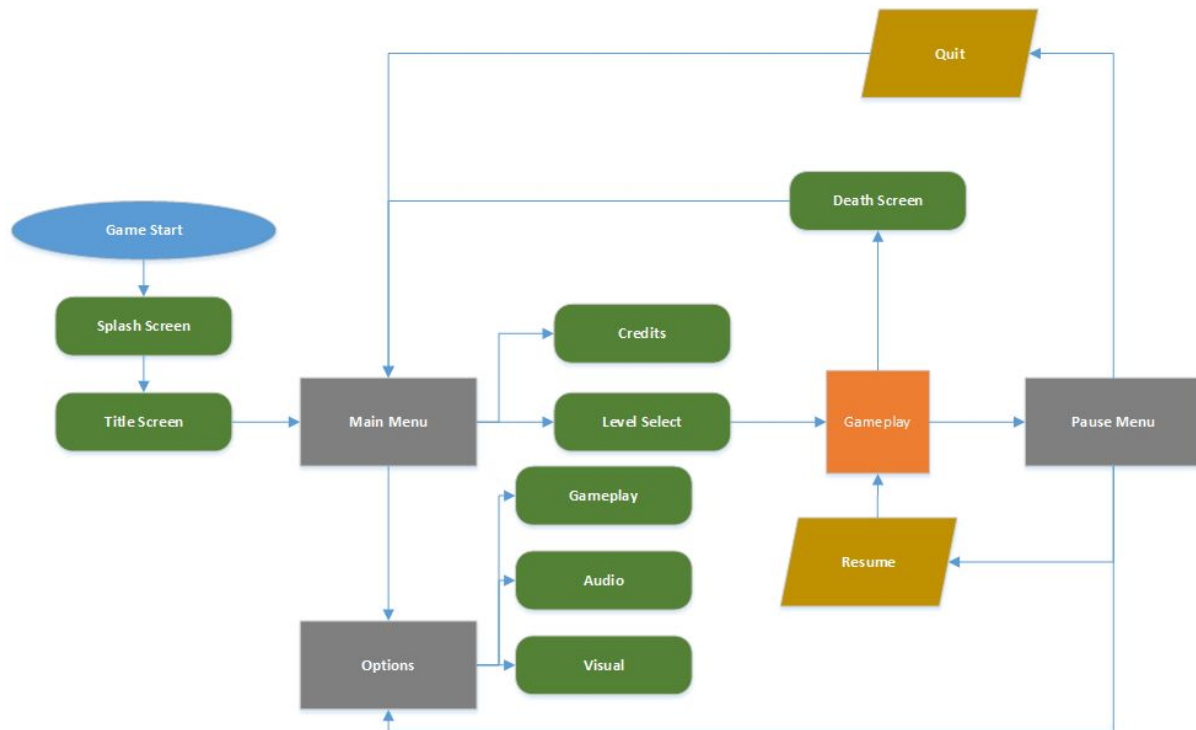 Quit
Death Screen
Game Start
Splash Screen
Credits
Title Screen
Main Menu
Level Select
Gameplay
Pause Menu
Gameplay
Resume
Audio
Options
Visual